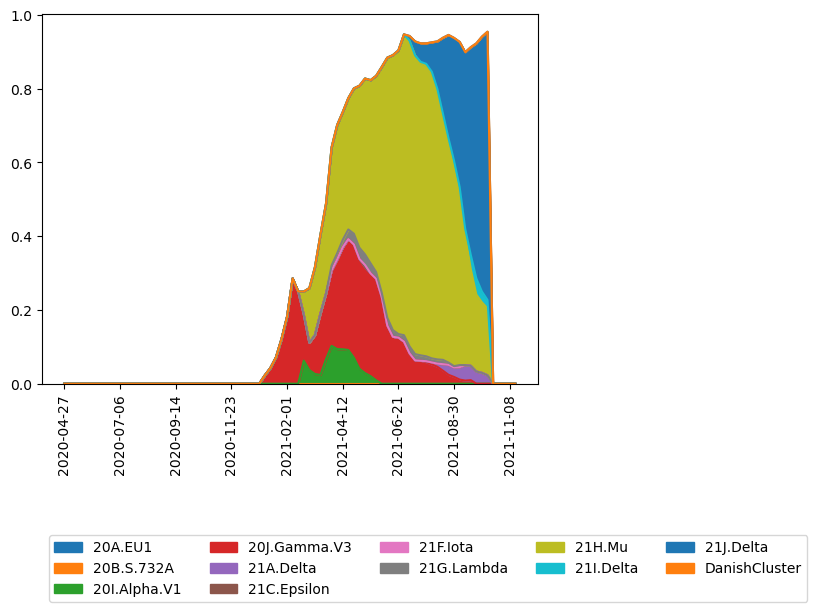 1.0
0.8
0.6
0.4
0.2
0.0
2020-04-27
2020-07-06
2020-09-14
2020-11-23
2021-02-01
2021-04-12
2021-06-21
2021-08-30
2021-11-08
20A.EU1
20B.S.732A
20I.Alpha.V1
20J.Gamma.V3
21A.Delta
21C.Epsilon
21F.Iota
21G.Lambda
21H.Mu
21I.Delta
21J.Delta
DanishCluster